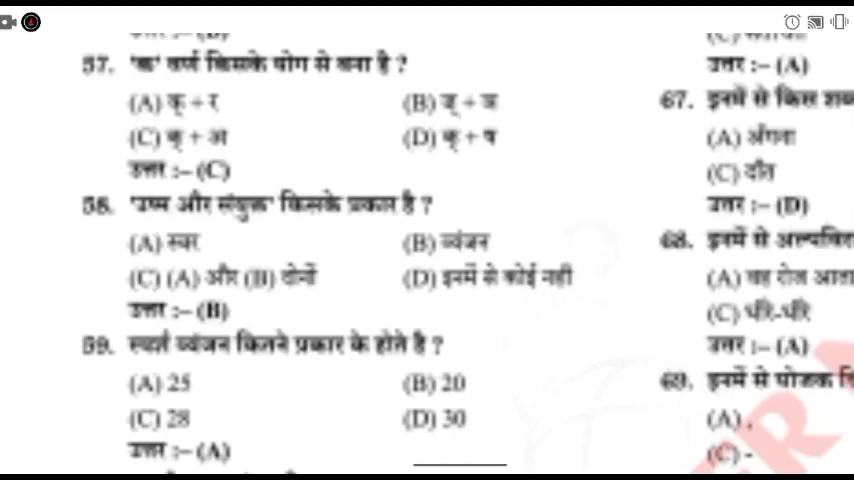 57. 'क' वर्ण किसके योग से बना है ?
(A) क् + र
(B) ज् + ञ
(C) क् + अ
(D) क् + ष
उत्तर :– (C)
58. 'उष्म और संयुक्त' किसके प्रकार है ?
(A) स्वर
(B) व्यंजन
(C) (A) और (B) दोनों
(D) इनमें से कोई नही
उत्तर :– (B)
59. स्पर्श व्यंजन कितने प्रकार के होते है ?
(A) 25
(B) 20
(C) 28
(D) 30
उत्तर :– (A)
उत्तर :– (A)
67. इनमें से किस
(A) अँगना
(C) दाँत
उत्तर :– (D)
68. इनमें से
(A) वह रोज आता
(C) धीरे-धीरे
उत्तर :– (A)
69. इनमें से योजक
(A) ,
(C) -